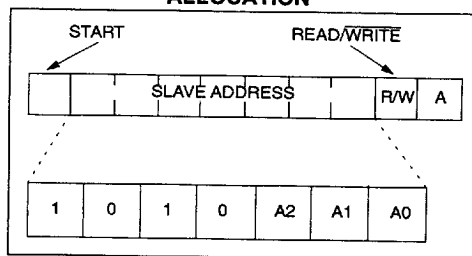 ALLOCATION
START READ/WRITE
SLAVE ADDRESS R/W A
1 0 1 0 A2 A1 A0